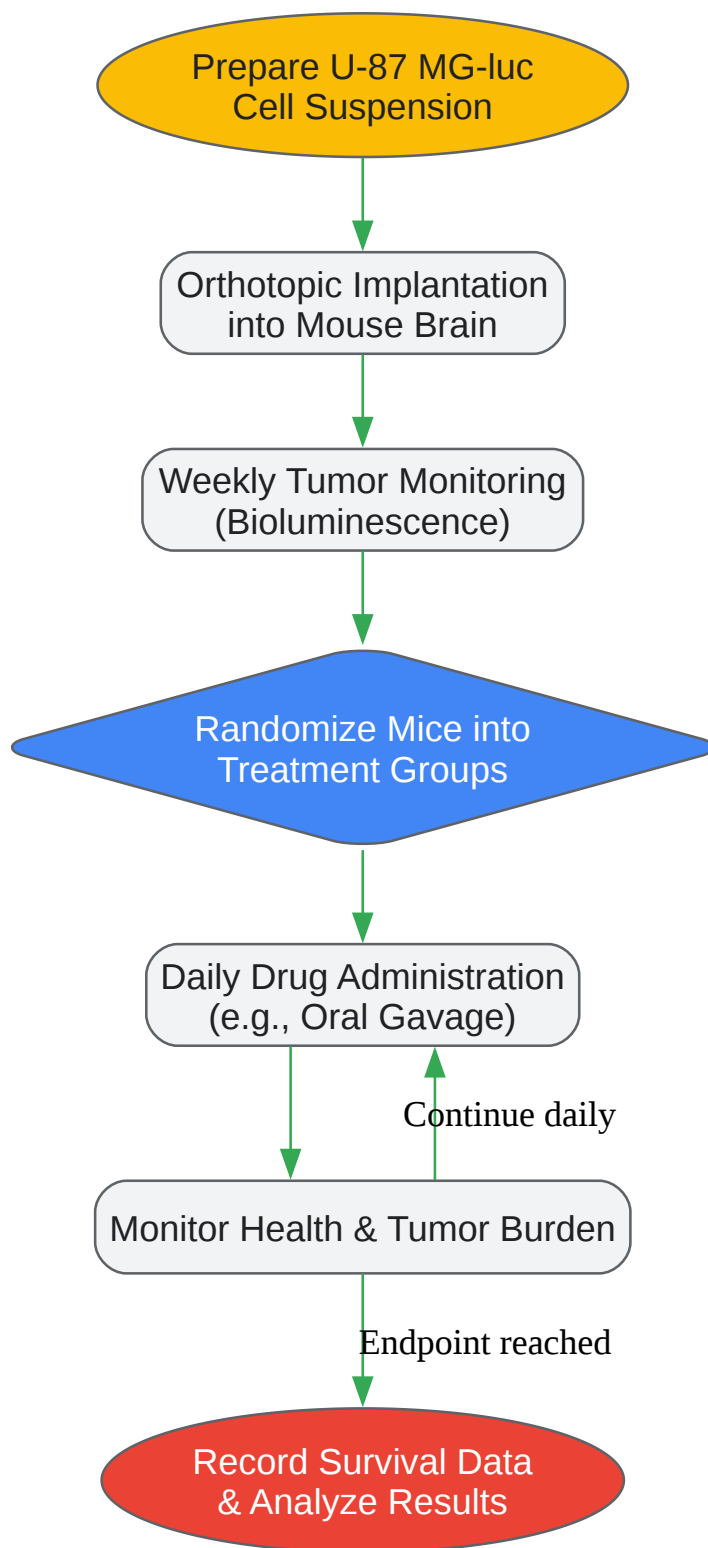 Prepare U-87 MG-luc
Cell Suspension
Orthotopic Implantation
into Mouse Brain
Weekly Tumor Monitoring
(Bioluminescence)
Randomize Mice into
Treatment Groups
Daily Drug Administration
(e.g., Oral Gavage)
Continue daily
Monitor Health & Tumor Burden
Endpoint reached
Record Survival Data
& Analyze Results